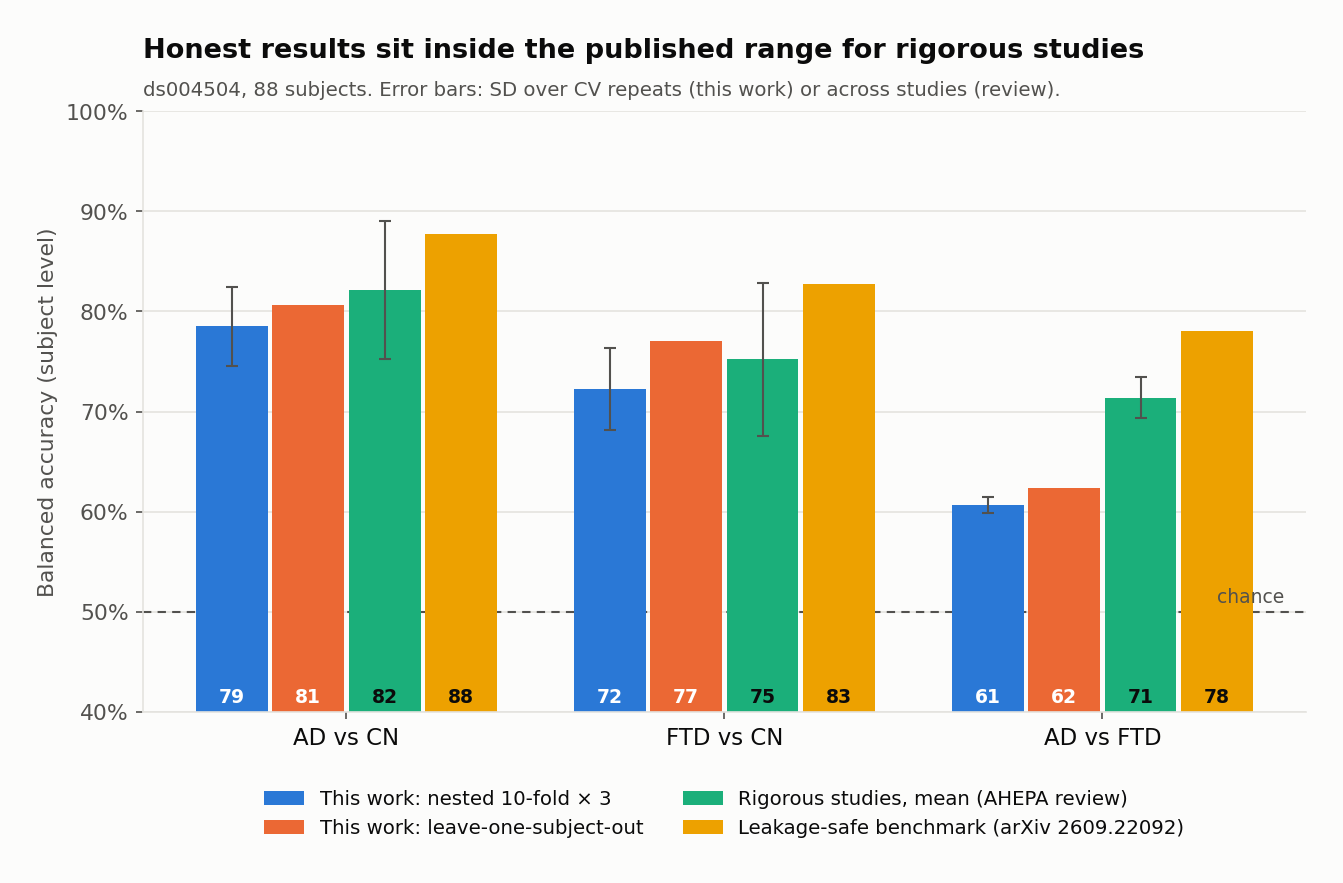 Honest results sit inside the published range for rigorous studies
ds004504, 88 subjects. Error bars: SD over CV repeats (this work) or across studies (review).
Balanced accuracy (subject level)
100%
90%
80%
70%
60%
50%
40%
chance
79 81 82 88
72 77 75 83
61 62 71 78
AD vs CN
FTD vs CN
AD vs FTD
This work: nested 10-fold × 3
This work: leave-one-subject-out
Rigorous studies, mean (AHEPA review)
Leakage-safe benchmark (arXiv 2609.22092)